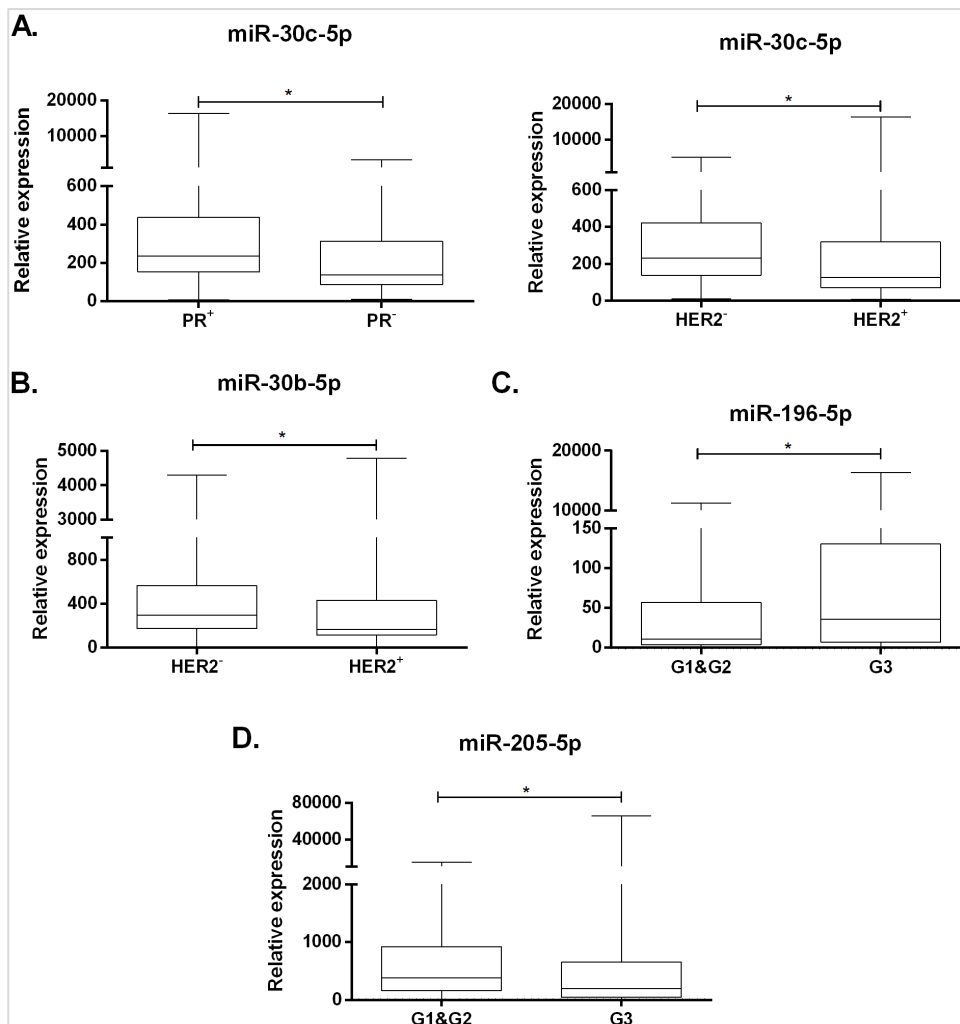 A.
miR-30c-5p
Relative expression
20000
10000
600
400
200
0
*
PR⁺
PR⁻
miR-30c-5p
Relative expression
20000
10000
600
400
200
0
*
HER2⁻
HER2⁺
B.
miR-30b-5p
Relative expression
5000
4000
3000
800
400
0
*
HER2⁻
HER2⁺
C.
miR-196-5p
Relative expression
20000
10000
150
100
50
0
*
G1&G2
G3
D.
miR-205-5p
Relative expression
80000
40000
2000
1000
0
*
G1&G2
G3